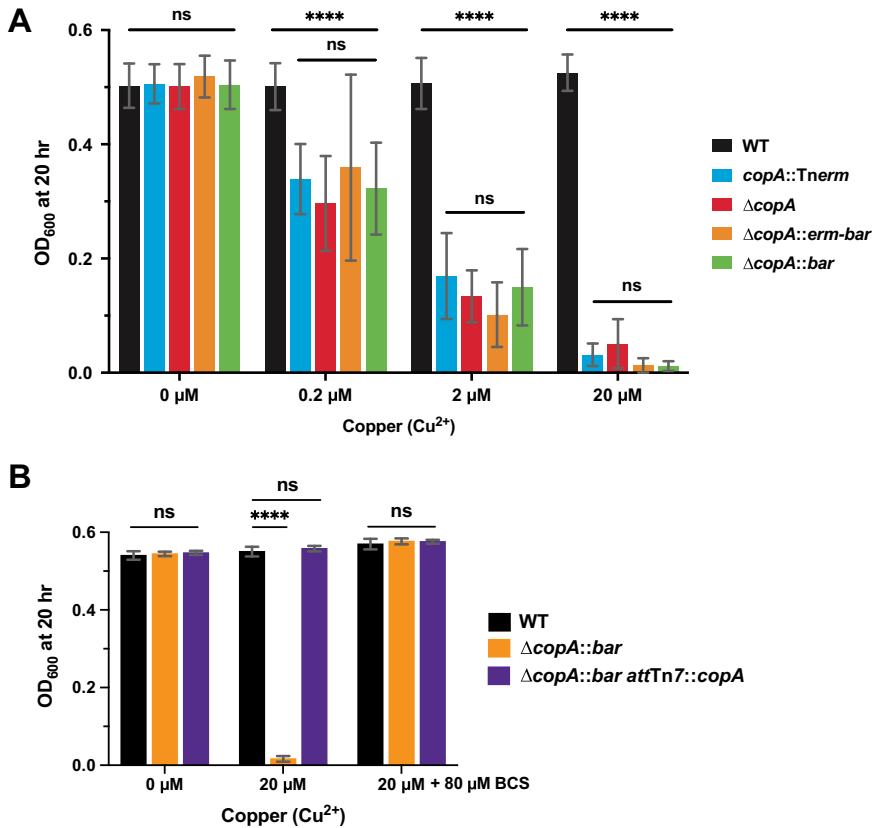 A
ns
****
****
****
ns
ns
ns
0.6
0.4
0.2
0.0
OD₆₀₀ at 20 hr
0 µM
0.2 µM
2 µM
20 µM
Copper (Cu²⁺)
WT
copA::Tnerm
ΔcopA
ΔcopA::erm-bar
ΔcopA::bar
B
ns
ns
****
ns
0.6
0.4
0.2
0.0
OD₆₀₀ at 20 hr
0 µM
20 µM
20 µM + 80 µM BCS
Copper (Cu²⁺)
WT
ΔcopA::bar
ΔcopA::bar attTn7::copA